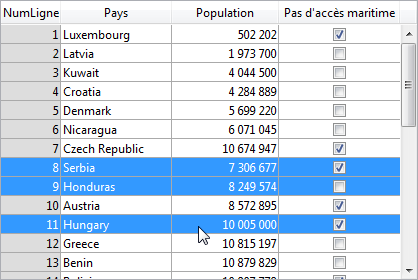 NumLigne Pays Population Pas d'accès maritime
1 Luxembourg 502 202
2 Latvia 1 973 700
3 Kuwait 4 044 500
4 Croatia 4 284 889
5 Denmark 5 699 220
6 Nicaragua 6 071 045
7 Czech Republic 10 674 947
8 Serbia 7 306 677
9 Honduras 8 249 574
10 Austria 8 572 895
11 Hungary 10 005 000
12 Greece 10 815 197
13 Benin 10 879 829